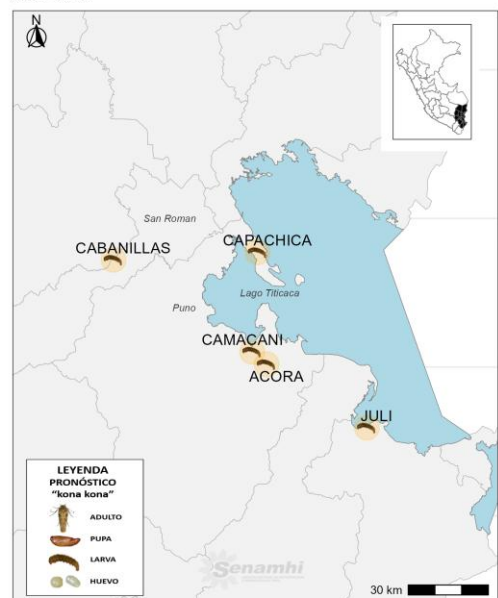 N
San Roman
CABANILLAS
CAPACHICA
Lago Titicaca
Puno
CAMACANI
ACORA
JULI
LEYENDA
PRONÓSTICO
"kona kona"
ADULTO
PUPA
LARVA
HUEVO
Senamhi
30 km